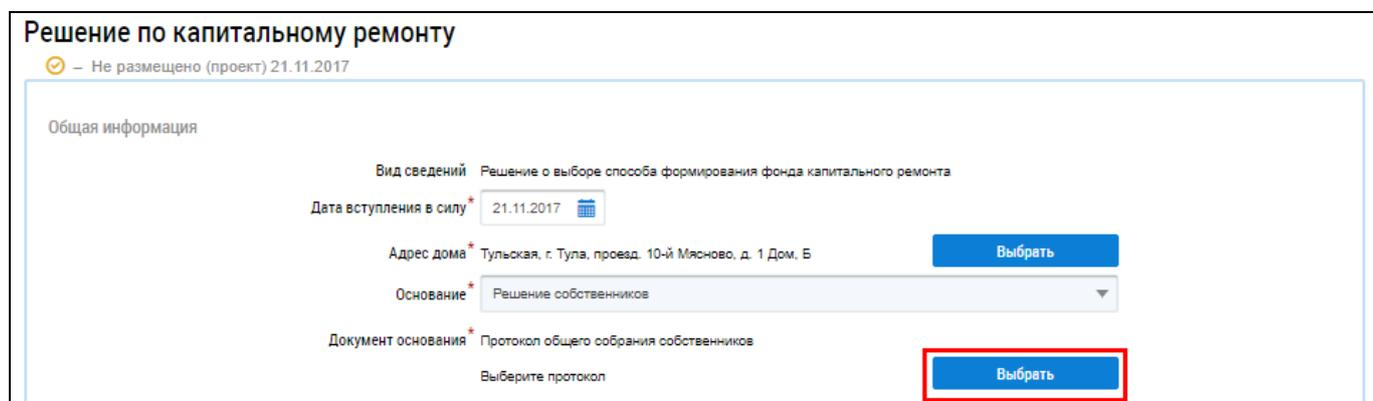 Решение по капитальному ремонту
– Не размещено (проект) 21.11.2017
Общая информация
Вид сведений Решение о выборе способа формирования фонда капитального ремонта
Дата вступления в силу* 21.11.2017
Адрес дома* Тульская, г. Тула, проезд. 10-й Мясново, д. 1 Дом, Б Выбрать
Основание* Решение собственников
Документ основания* Протокол общего собрания собственников
Выберите протокол Выбрать